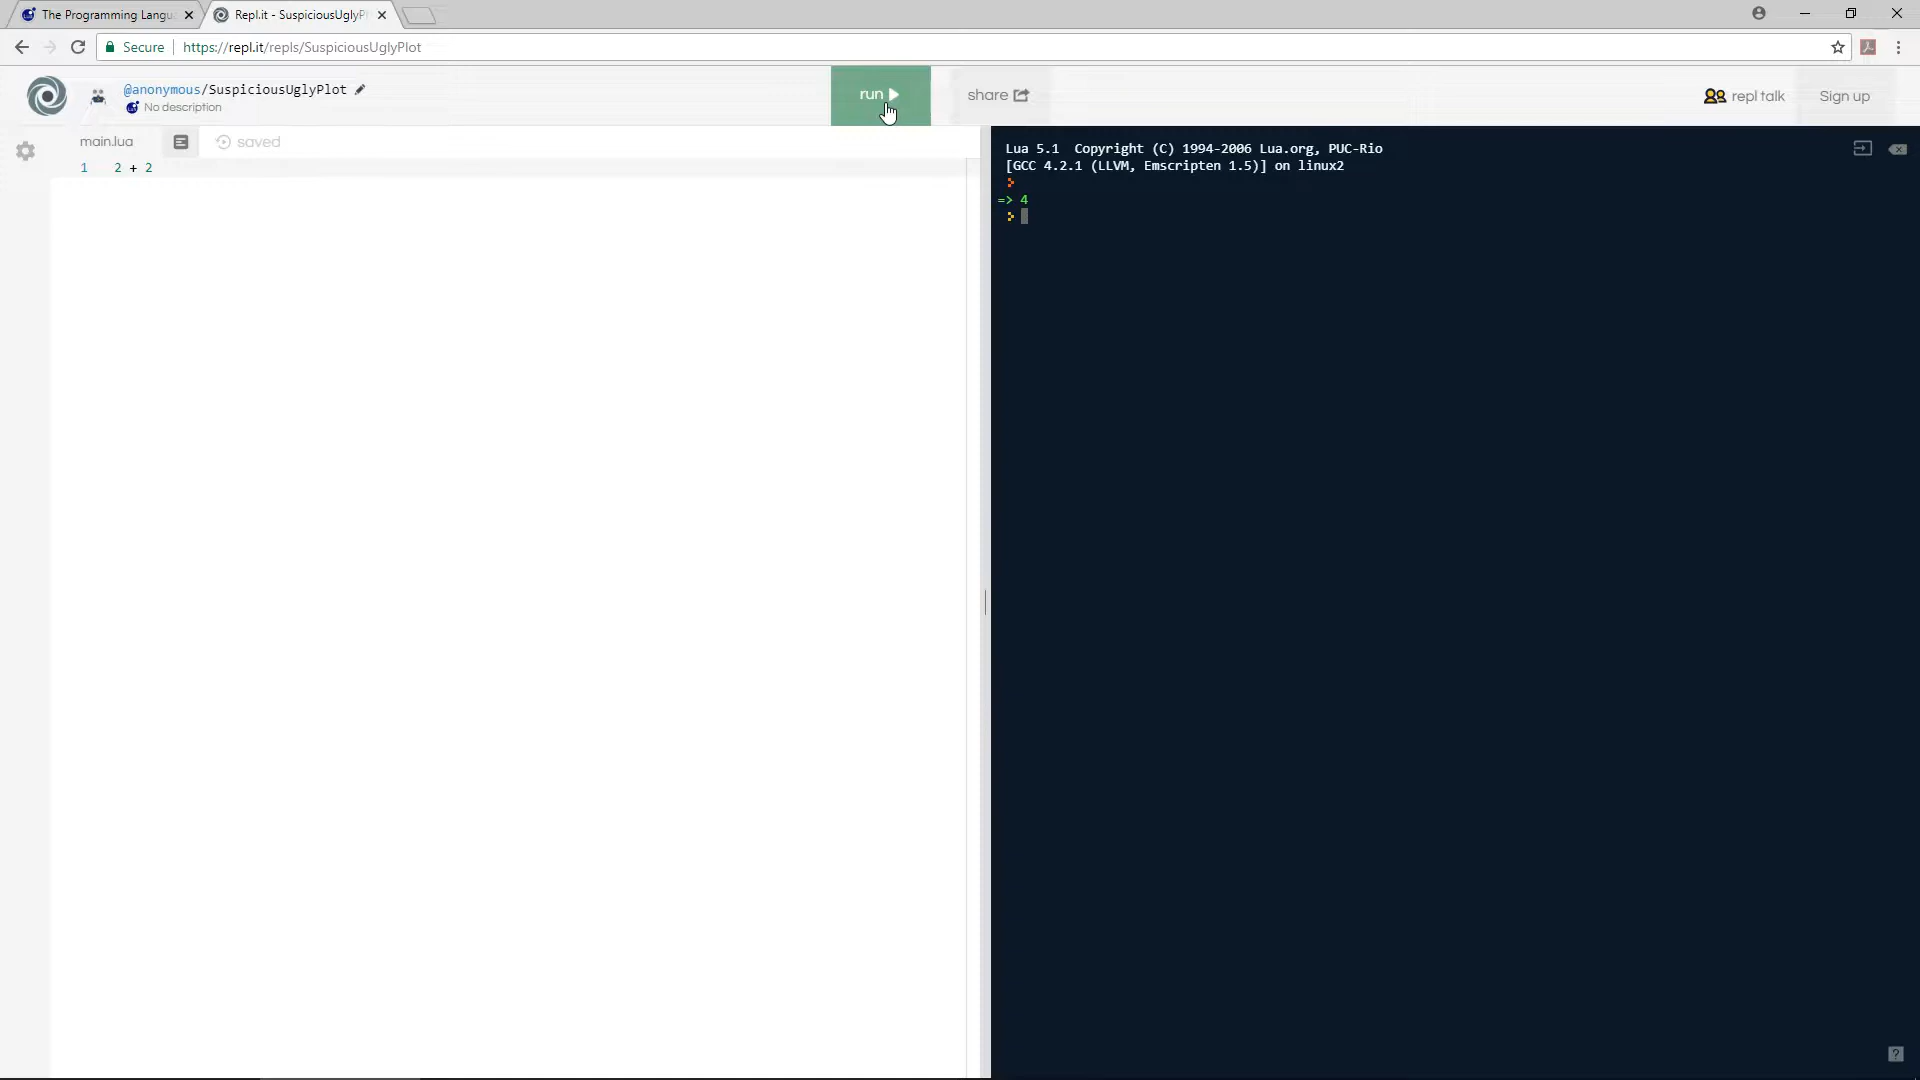 The Programming Langu
Repl.it - SuspiciousUglyPl
Secure
https://repl.it/repls/SuspiciousUglyPlot
@anonymous/SuspiciousUglyPlot
No description
run
share
repl talk
Sign up
main.lua
saved
1 2 + 2
Lua 5.1 Copyright (C) 1994-2006 Lua.org, PUC-Rio
[GCC 4.2.1 (LLVM, Emscripten 1.5)] on linux2
>
=> 4
>
?